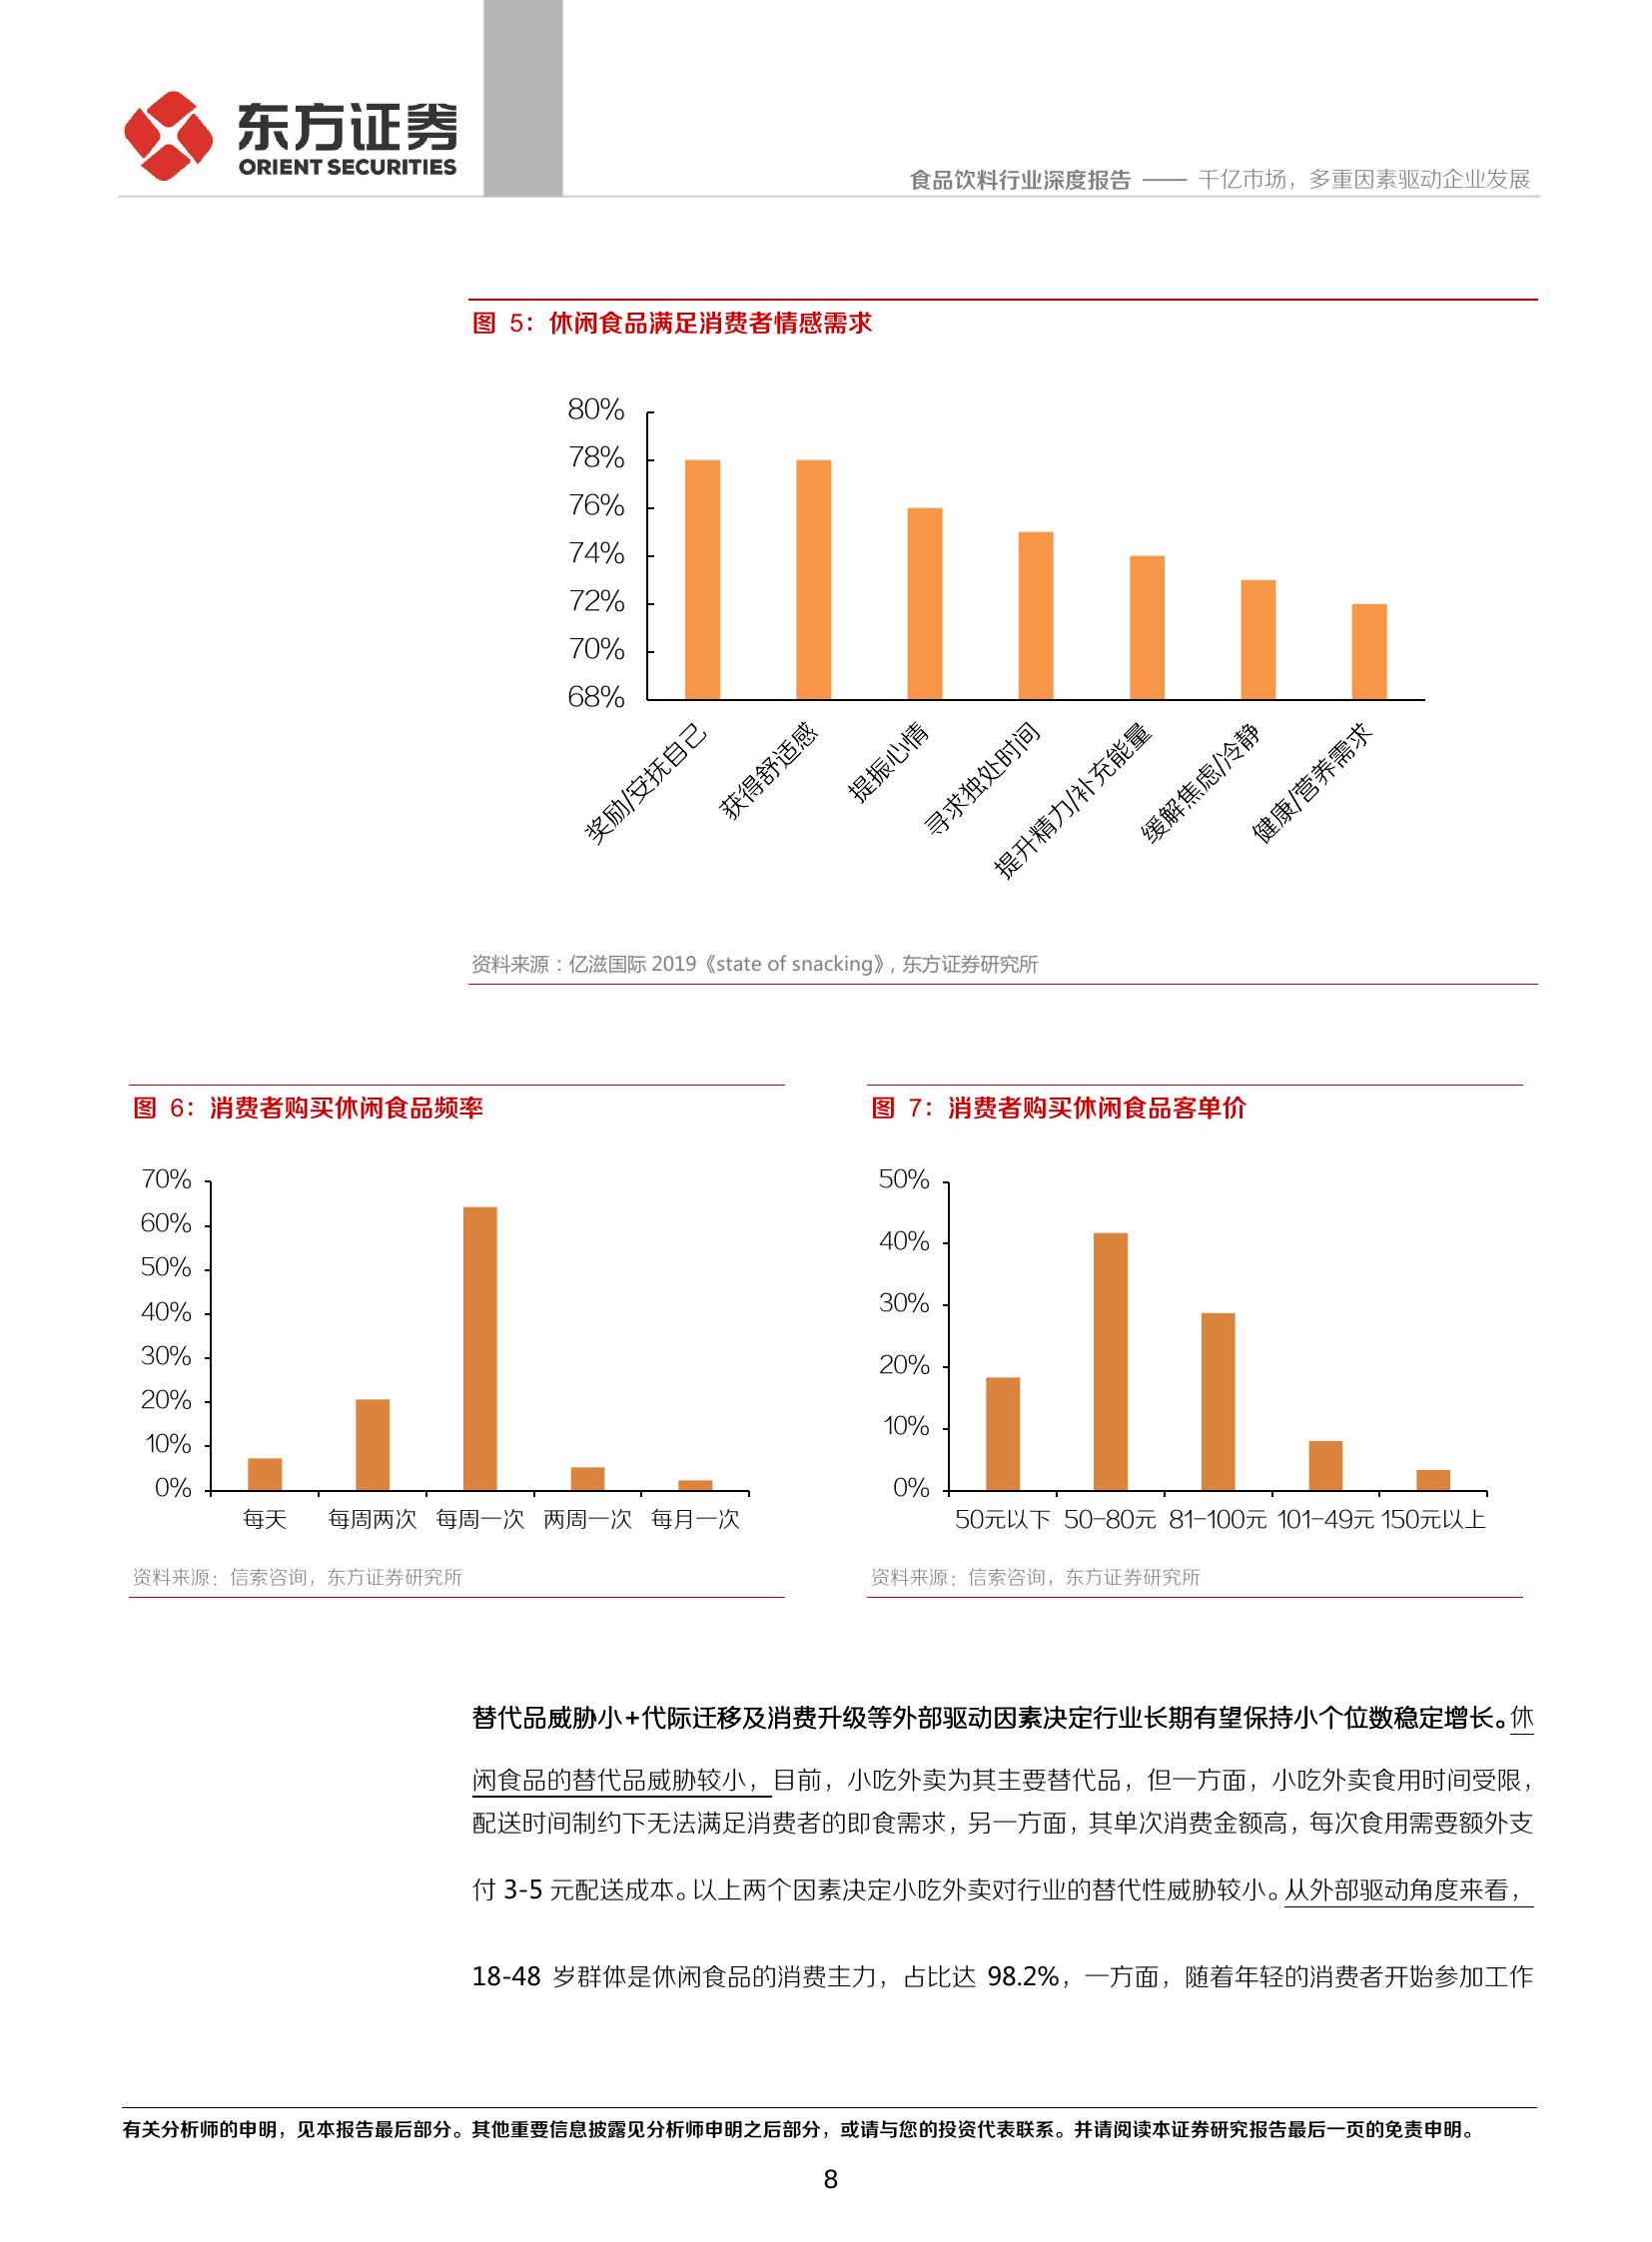 东方证券
ORIENT SECURITIES
食品饮料行业深度报告 —— 千亿市场，多重因素驱动企业发展
图 5：休闲食品满足消费者情感需求
80%
78%
76%
74%
72%
70%
68%
奖励/安抚自己
获得舒适感
提振心情
寻求独处时间
提升精力/补充能量
缓解焦虑/冷静
健康/营养需求
资料来源：亿滋国际 2019《state of snacking》, 东方证券研究所
图 6：消费者购买休闲食品频率
70%
60%
50%
40%
30%
20%
10%
0%
每天 每周两次 每周一次 两周一次 每月一次
资料来源：信索咨询，东方证券研究所
图 7：消费者购买休闲食品客单价
50%
40%
30%
20%
10%
0%
50元以下 50-80元 81-100元 101-49元 150元以上
资料来源：信索咨询，东方证券研究所
替代品威胁小+代际迁移及消费升级等外部驱动因素决定行业长期有望保持小个位数稳定增长。休
闲食品的替代品威胁较小，目前，小吃外卖为其主要替代品，但一方面，小吃外卖食用时间受限，
配送时间制约下无法满足消费者的即食需求，另一方面，其单次消费金额高，每次食用需要额外支
付 3-5 元配送成本。以上两个因素决定小吃外卖对行业的替代性威胁较小。从外部驱动角度来看，
18-48 岁群体是休闲食品的消费主力，占比达 98.2%，一方面，随着年轻的消费者开始参加工作
有关分析师的申明，见本报告最后部分。其他重要信息披露见分析师申明之后部分，或请与您的投资代表联系。并请阅读本证券研究报告最后一页的免责申明。
8